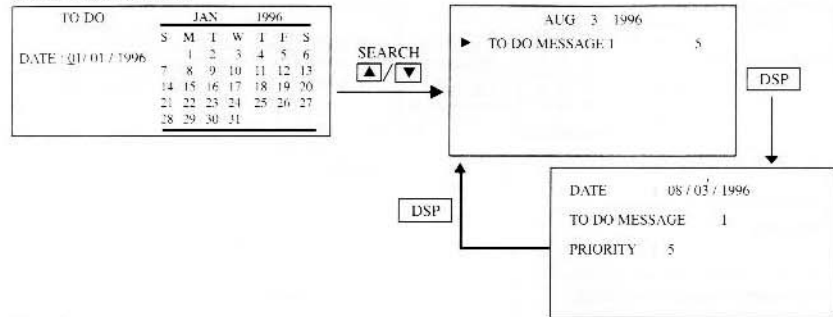 TO DO
JAN 1996
S M T W T F S
DATE : 01/ 01 / 1996
1 2 3 4 5 6
7 8 9 10 11 12 13
14 15 16 17 18 19 20
21 22 23 24 25 26 27
28 29 30 31
SEARCH
▲/▼
AUG 3 1996
▶ TO DO MESSAGE 1 5
DSP
DSP
DATE : 08 / 03 / 1996
TO DO MESSAGE 1
PRIORITY 5